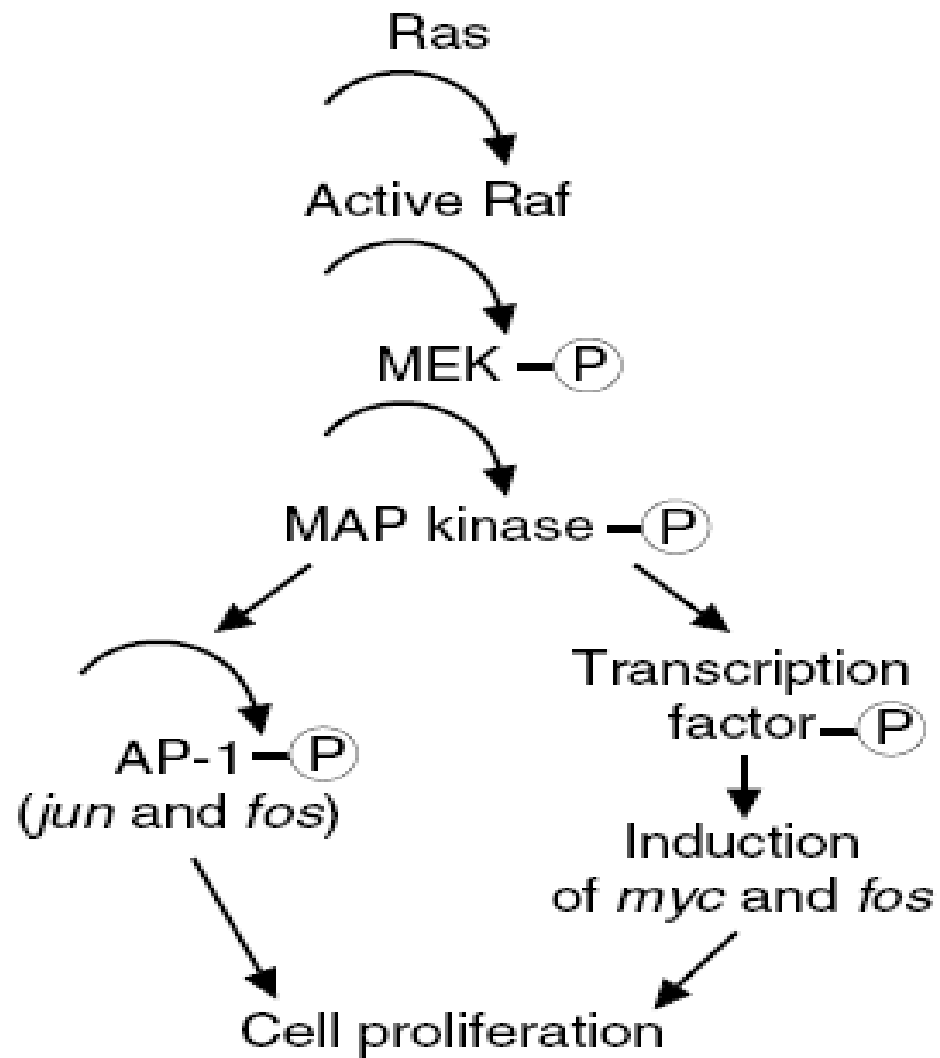 Ras
Active Raf
MEK – P
MAP kinase – P
AP-1 – P
(jun and fos)
Transcription
factor – P
Induction
of myc and fos
Cell proliferation